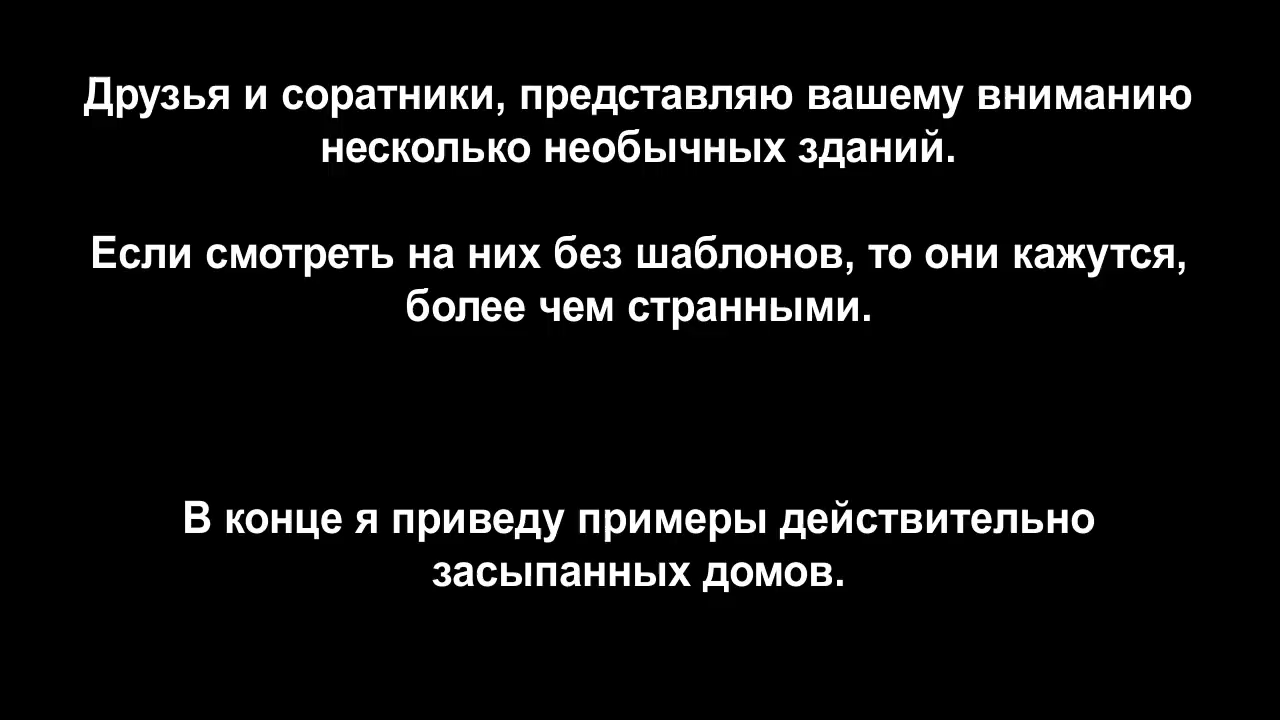 Друзья и соратники, представляю вашему вниманию
несколько необычных зданий.
Если смотреть на них без шаблонов, то они кажутся,
более чем странными.
В конце я приведу примеры действительно
засыпанных домов.